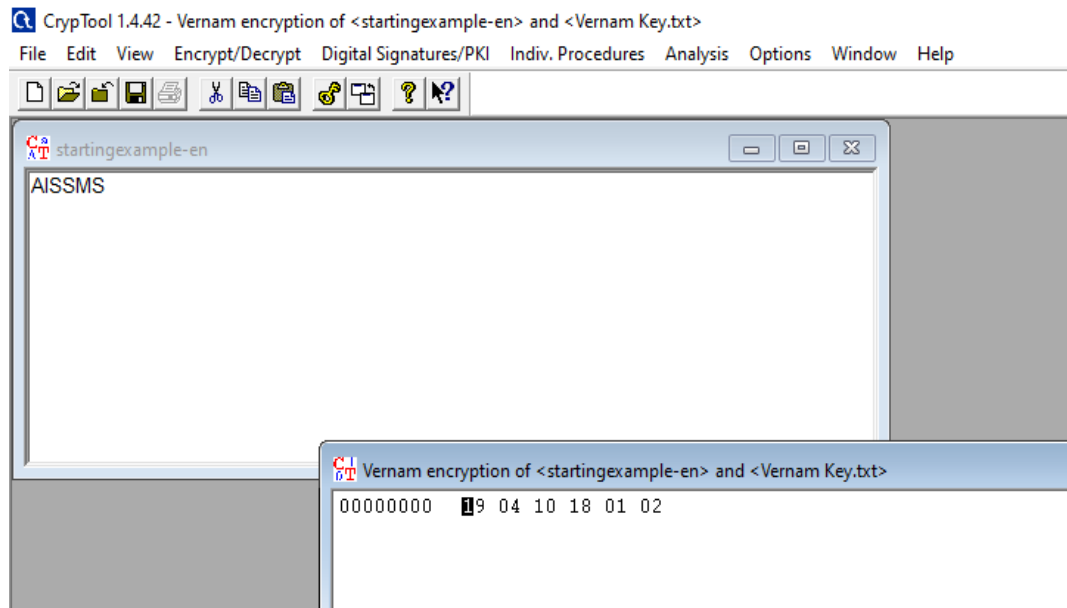 CrypTool 1.4.42 - Vernam encryption of <startingexample-en> and <Vernam Key.txt>
File Edit View Encrypt/Decrypt Digital Signatures/PKI Indiv. Procedures Analysis Options Window Help
startingexample-en
AISSMS
Vernam encryption of <startingexample-en> and <Vernam Key.txt>
00000000 19 04 10 18 01 02